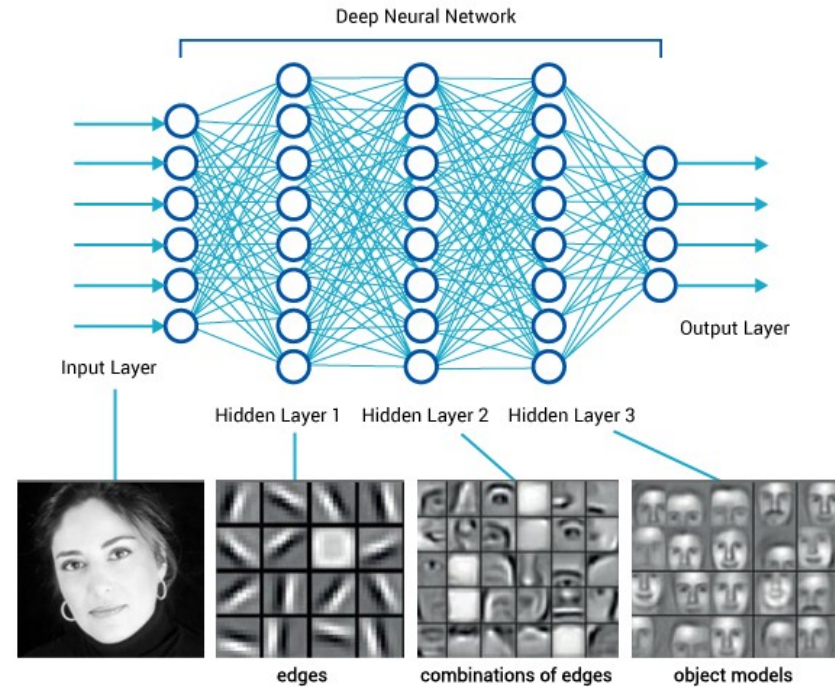 Deep Neural Network
Input Layer
Output Layer
Hidden Layer 1
Hidden Layer 2
Hidden Layer 3
edges
combinations of edges
object models